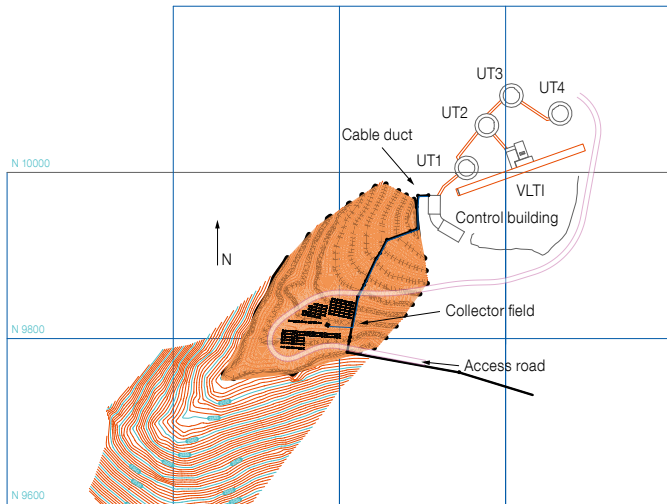 UT3
UT4
UT2
Cable duct
UT1
N 10000
VLTI
Control building
N
Collector field
N 9800
Access road
N 9600